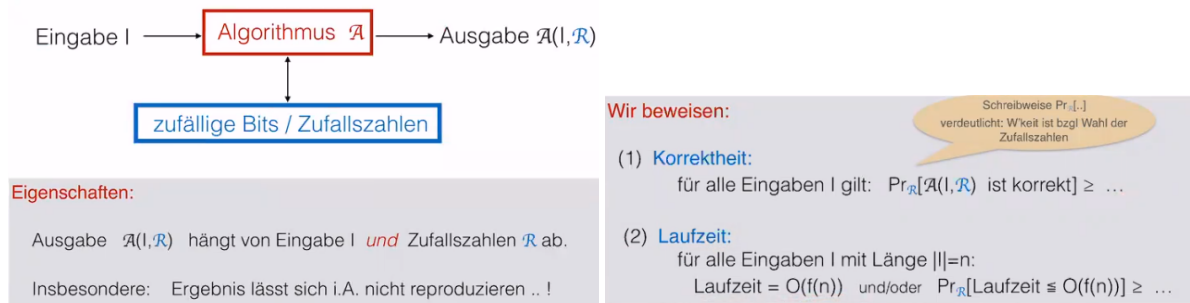 Eingabe I
Algorithmus 𝒜
Ausgabe 𝒜(I,ℛ)
zufällige Bits / Zufallszahlen
Eigenschaften:
Ausgabe 𝒜(I,ℛ) hängt von Eingabe I und Zufallszahlen ℛ ab.
Insbesondere: Ergebnis lässt sich i.A. nicht reproduzieren .. !
Wir beweisen:
Schreibweise Prℛ[..]
verdeutlicht: W'keit ist bzgl Wahl der
Zufallszahlen
(1) Korrektheit:
für alle Eingaben I gilt: Prℛ[𝒜(I,ℛ) ist korrekt] ≥ …
(2) Laufzeit:
für alle Eingaben I mit Länge |I|=n:
Laufzeit = O(f(n)) und/oder Prℛ[Laufzeit ≤ O(f(n))] ≥ …